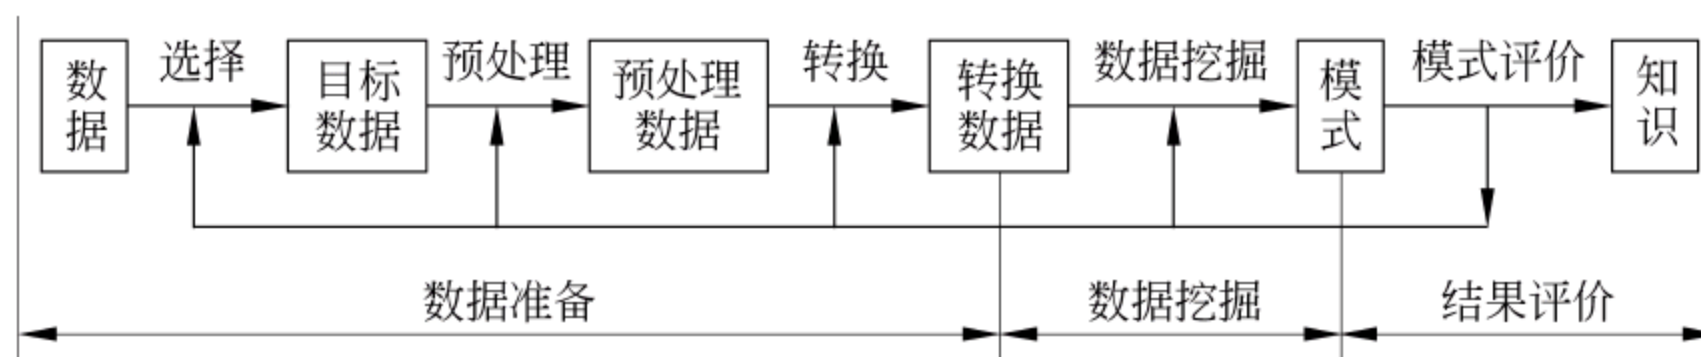 数据
选择
目标数据
预处理
预处理数据
转换
转换数据
数据挖掘
模式
模式评价
知识
数据准备
数据挖掘
结果评价